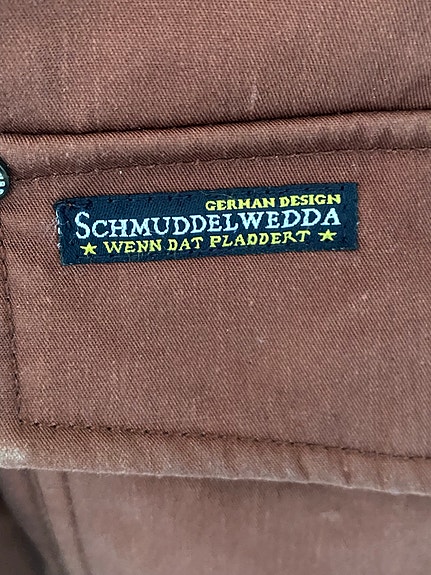 GERMAN DESIGN
SCHMUDDELWEDDA
★ WENN DAT PLADDERT ★